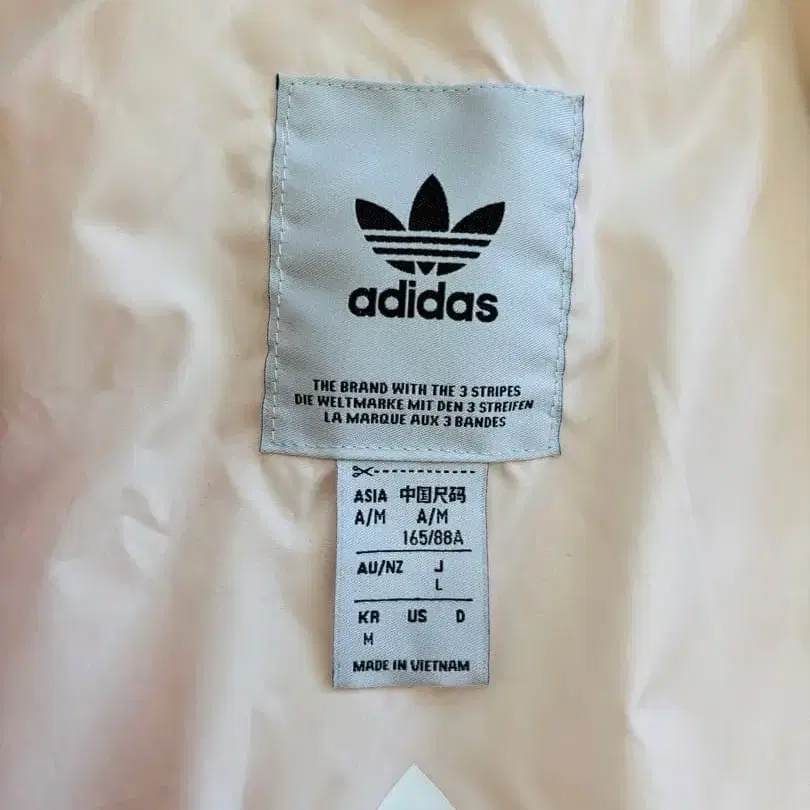 adidas
THE BRAND WITH THE 3 STRIPES
DIE WELTMARKE MIT DEN 3 STREIFEN
LA MARQUE AUX 3 BANDES
ASIA 中国尺码
A/M A/M
165/88A
AU/NZ J
L
KR US D
M
MADE IN VIETNAM